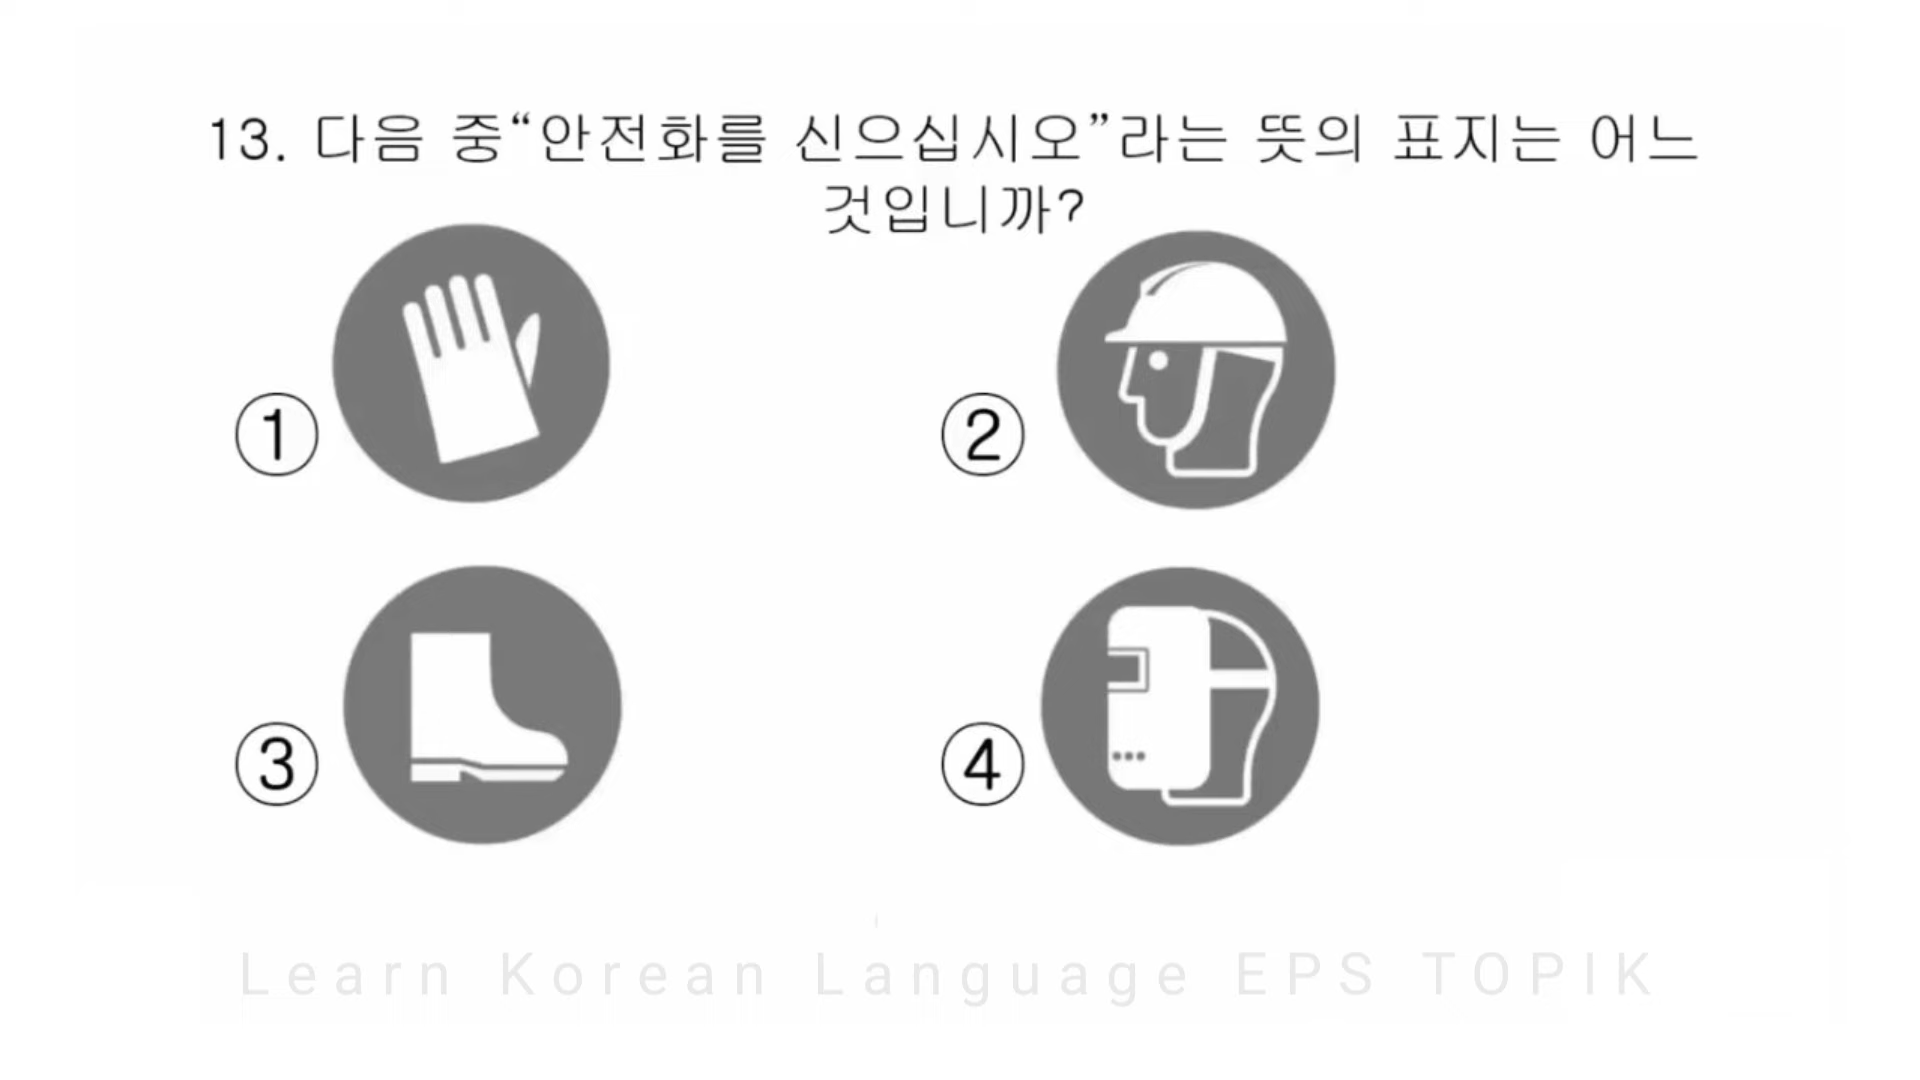 13. 다음 중“안전화를 신으십시오”라는 뜻의 표지는 어느
것입니까?
①
②
③
④
Learn Korean Language EPS TOPIK